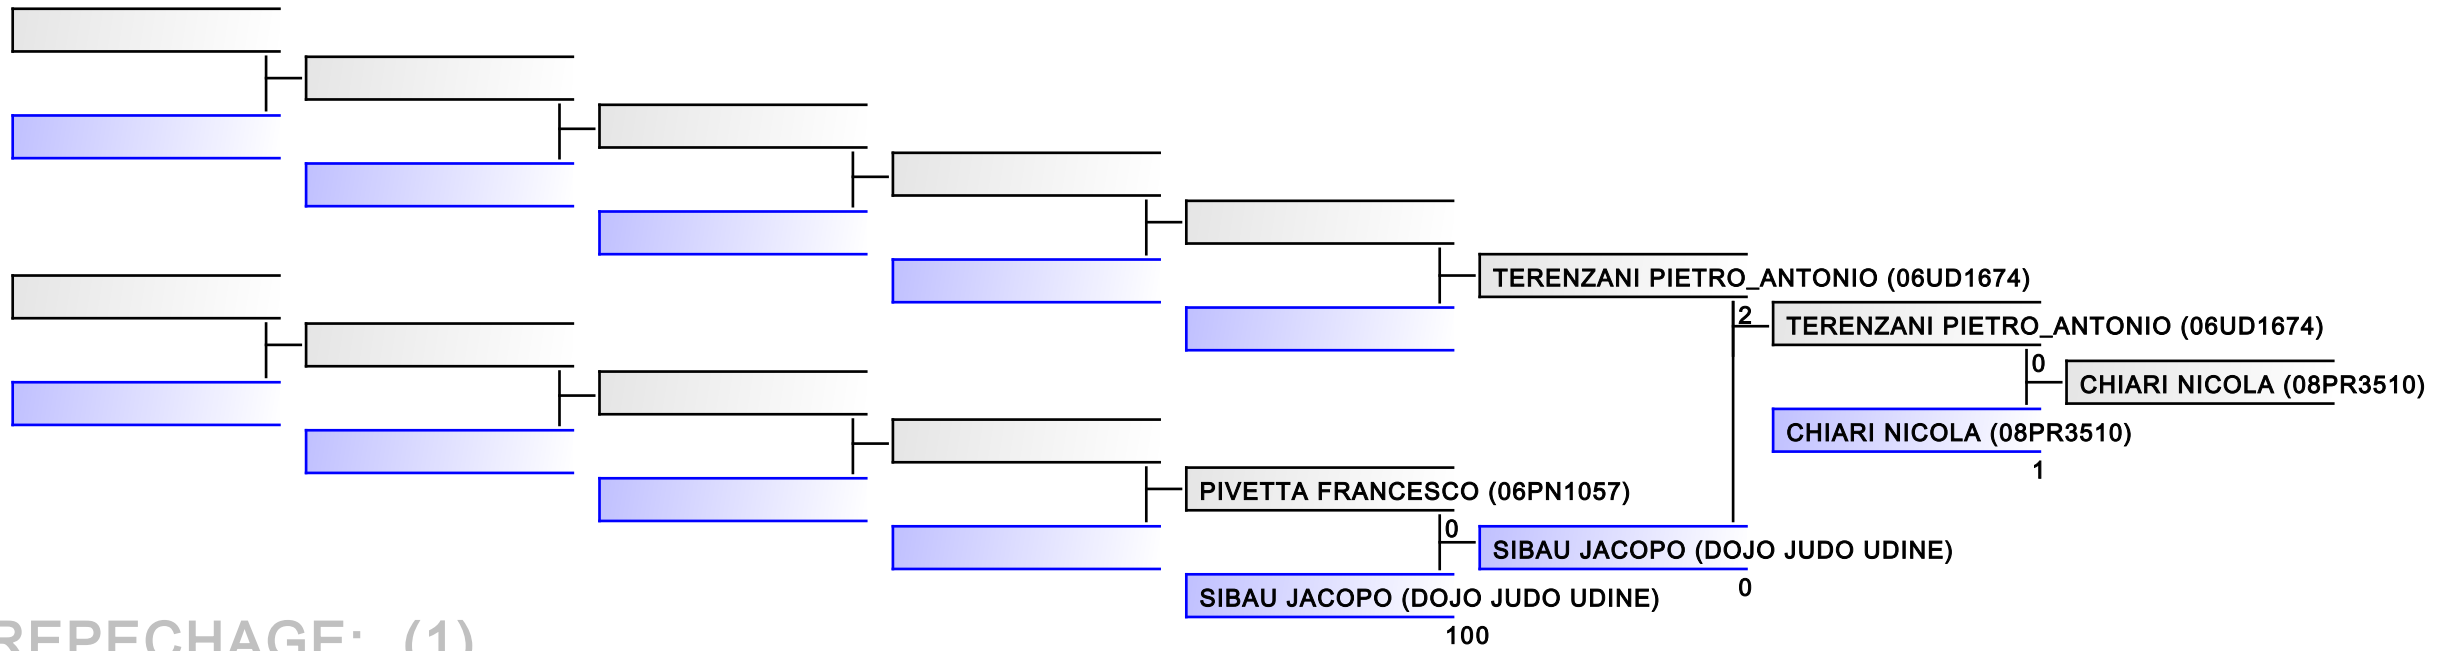 TERENZANI PIETRO_ANTONIO (06UD1674)
2
TERENZANI PIETRO_ANTONIO (06UD1674)
0
CHIARI NICOLA (08PR3510)
CHIARI NICOLA (08PR3510)
1
PIVETTA FRANCESCO (06PN1057)
0
SIBAU JACOPO (DOJO JUDO UDINE)
0
SIBAU JACOPO (DOJO JUDO UDINE)
100
REPECHAGE: (1)